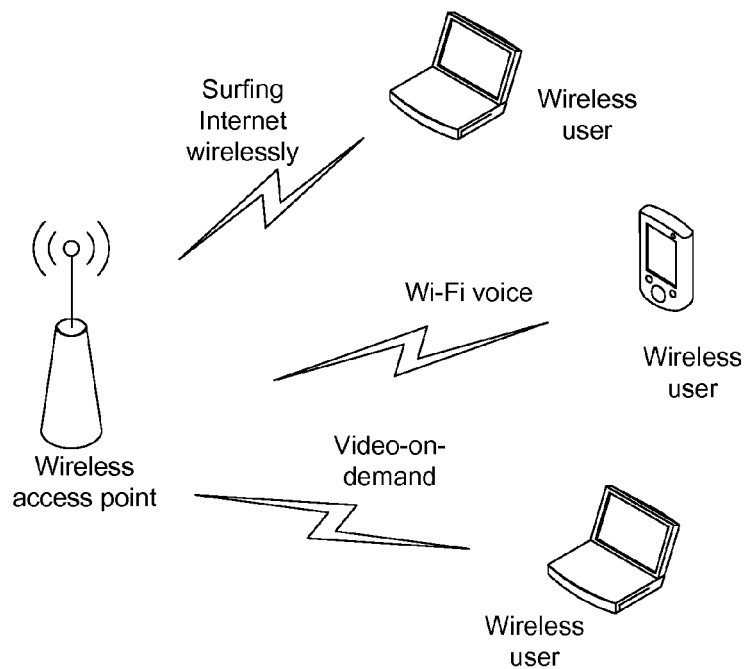 Surfing
Internet
wirelessly
Wireless
user
Wi-Fi voice
Wireless
user
Video-on-
demand
Wireless
access point
Wireless
user